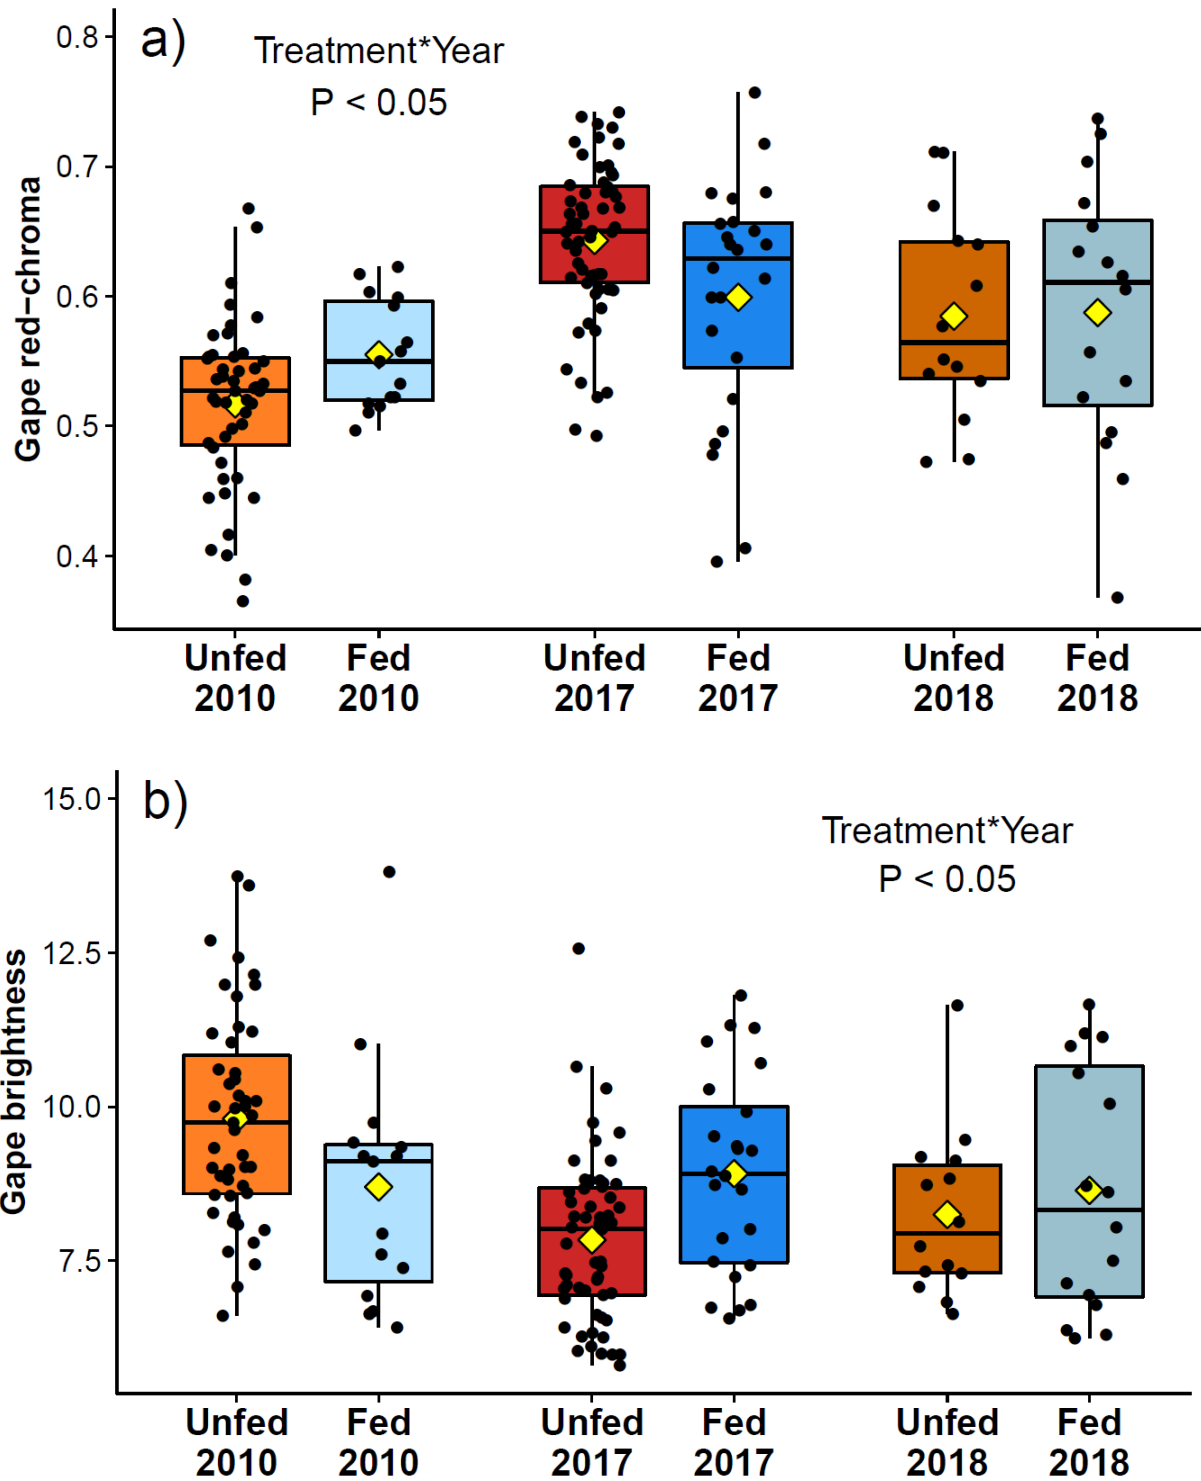 a)
Treatment*Year
P < 0.05
Gape red−chroma
0.8
0.7
0.6
0.5
0.4
Unfed Fed Unfed Fed Unfed Fed
2010 2010 2017 2017 2018 2018
b)
Treatment*Year
P < 0.05
Gape brightness
15.0
12.5
10.0
7.5
Unfed Fed Unfed Fed Unfed Fed
2010 2010 2017 2017 2018 2018